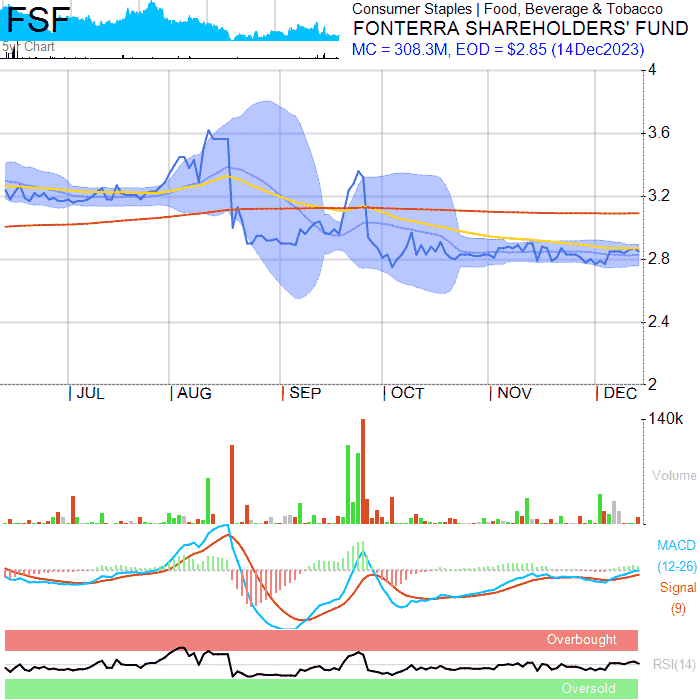 FSF
5yr Chart
Consumer Staples | Food, Beverage & Tobacco
FONTERRA SHAREHOLDERS' FUND
MC = 308.3M, EOD = $2.85 (14Dec2023)
4
3.6
3.2
2.8
2.4
2
JUL
AUG
SEP
OCT
NOV
DEC
140k
Volume
MACD
(12-26)
Signal
(9)
Overbought
RSI(14)
Oversold